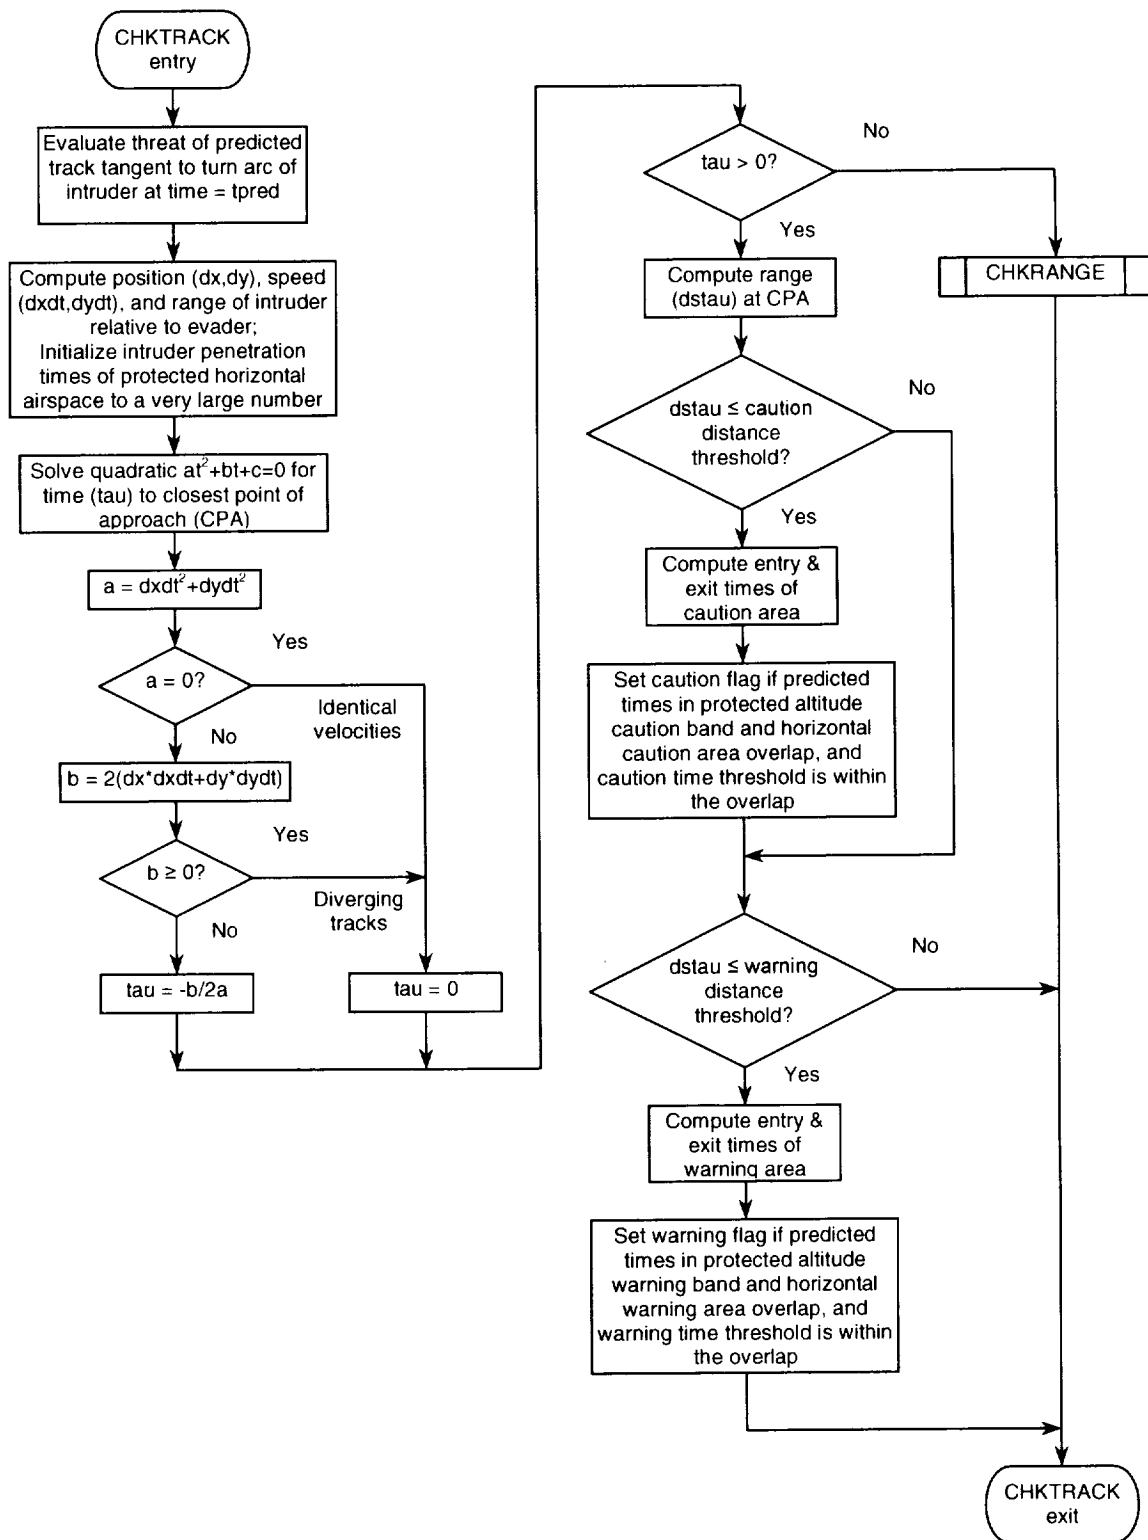 CHKTRACK
entry
Evaluate threat of predicted
track tangent to turn arc of
intruder at time = tpred
Compute position (dx,dy), speed
(dxdt,dydt), and range of intruder
relative to evader;
Initialize intruder penetration
times of protected horizontal
airspace to a very large number
Solve quadratic at²+bt+c=0 for
time (tau) to closest point of
approach (CPA)
a = dxdt²+dydt²
Yes
a = 0?
Identical
velocities
No
b = 2(dx*dxdt+dy*dydt)
Yes
b ≥ 0?
Diverging
tracks
No
tau = -b/2a
tau = 0
No
tau > 0?
Yes
Compute range
(dstau) at CPA
CHKRANGE
No
dstau ≤ caution
distance
threshold?
Yes
Compute entry &
exit times of
caution area
Set caution flag if predicted
times in protected altitude
caution band and horizontal
caution area overlap, and
caution time threshold is within
the overlap
No
dstau ≤ warning
distance
threshold?
Yes
Compute entry &
exit times of
warning area
Set warning flag if predicted
times in protected altitude
warning band and horizontal
warning area overlap, and
warning time threshold is within
the overlap
CHKTRACK
exit